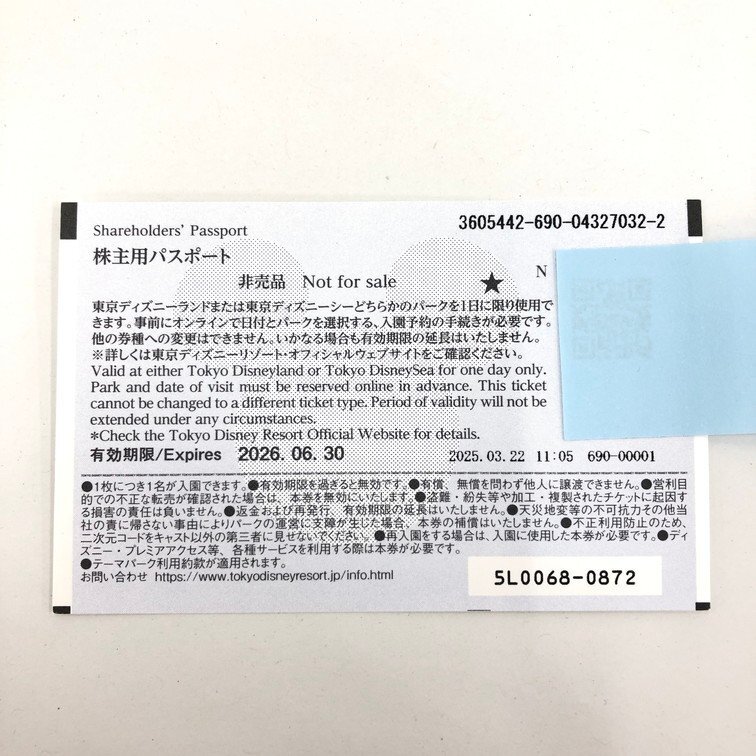 3605442-690-04327032-2
Shareholders' Passport
株主用パスポート
非売品 Not for sale ★ N
東京ディズニーランドまたは東京ディズニーシーどちらかのパークを1日に限り使用で
きます。事前にオンラインで日付とパークを選択する、入園予約の手続きが必要です。
他の券種への変更はできません。いかなる場合も有効期限の延長はいたしません。
※詳しくは東京ディズニーリゾート・オフィシャルウェブサイトをご確認ください。
Valid at either Tokyo Disneyland or Tokyo DisneySea for one day only.
Park and date of visit must be reserved online in advance. This ticket
cannot be changed to a different ticket type. Period of validity will not be
extended under any circumstances.
*Check the Tokyo Disney Resort Official Website for details.
有効期限/Expires 2026. 06. 30 2025. 03. 22 11:05 690-00001
●1枚につき1名が入園できます。●有効期限を過ぎると無効です。●有償、無償を問わず他人に譲渡できません。●営利目
的での不正な転売が確認された場合は、本券を無効にいたします。●盗難・紛失等や加工・複製されたチケットに起因す
る損害の責任は負いません。●返金および再発行、有効期限の延長はいたしません。●天災地変等の不可抗力その他当
社の責に帰さない事由によりパークの運営に支障が生じた場合、本券の補償はいたしません。●不正利用防止のため、
二次元コードをキャスト以外の第三者に見せないでください。●再入園をする場合は、入園に使用した本券が必要です。●ディ
ズニー・プレミアアクセス等、各種サービスを利用する際は本券が必要です。
●テーマパーク利用約款が適用されます。
お問い合わせ https://www.tokyodisneyresort.jp/info.html
5L0068-0872